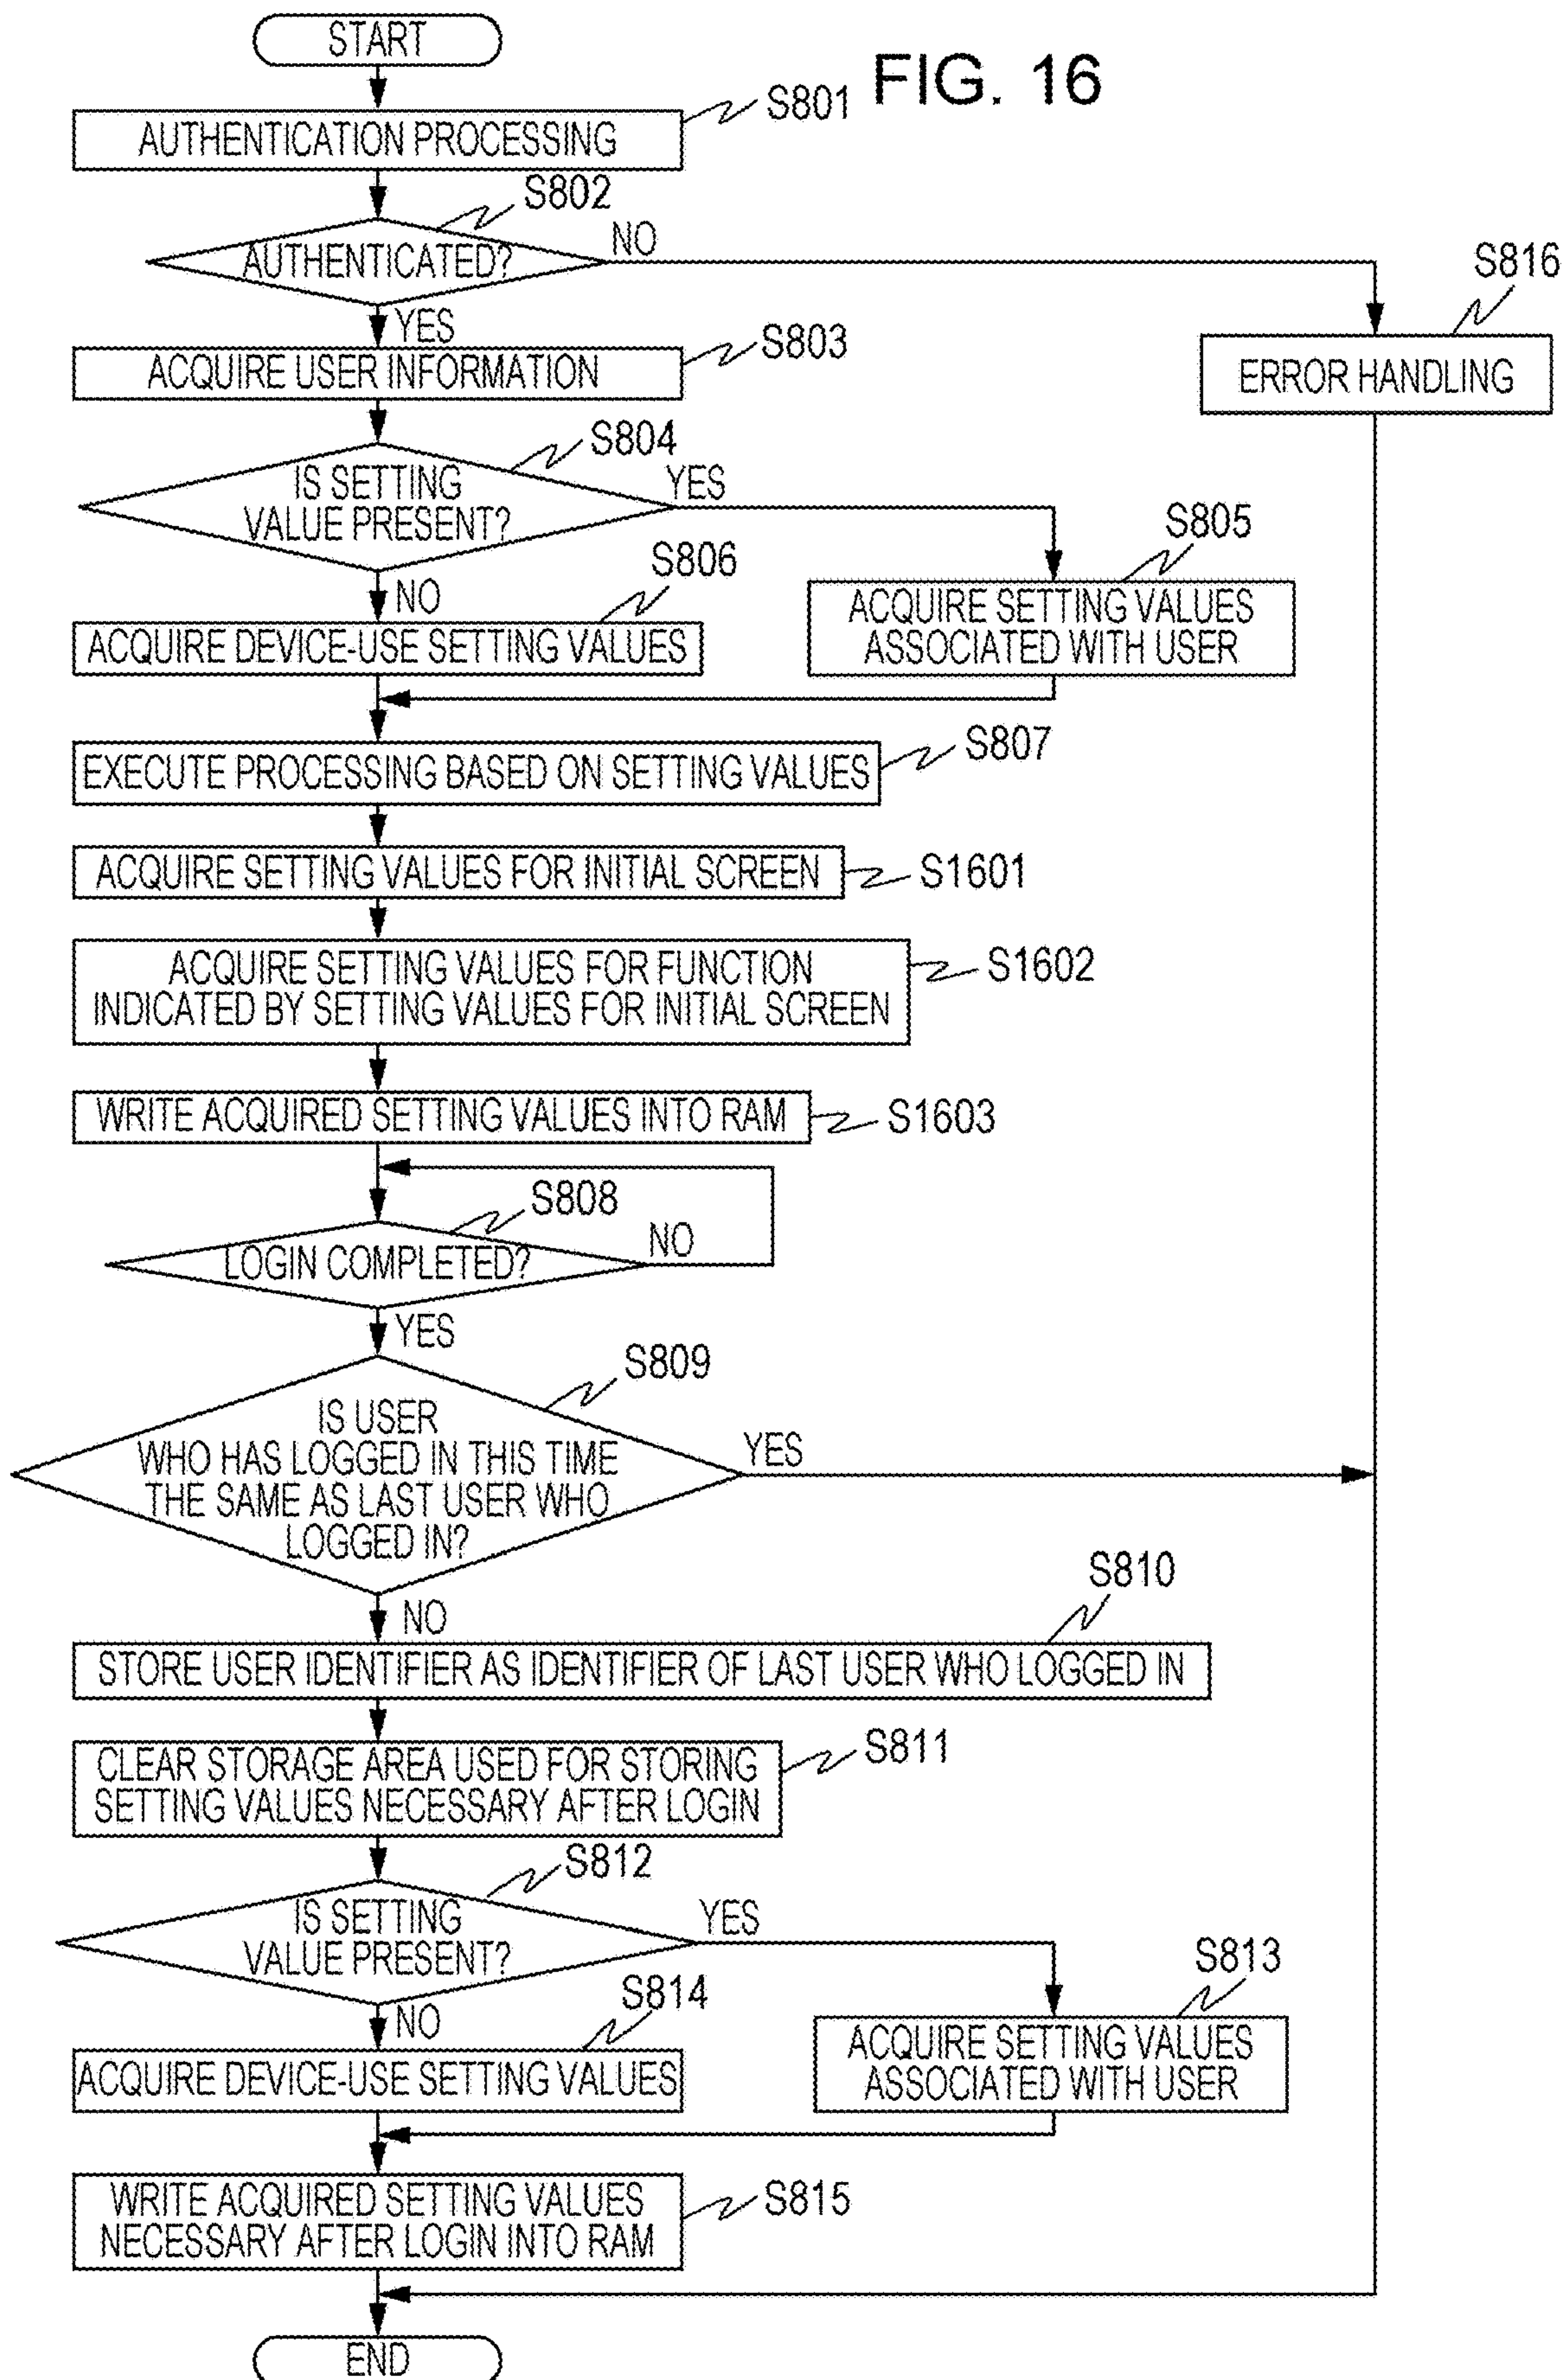 START
FIG. 16
S801
AUTHENTICATION PROCESSING
S802
AUTHENTICATED?
NO
S816
YES
S803
ACQUIRE USER INFORMATION
ERROR HANDLING
S804
IS SETTING
VALUE PRESENT?
YES
S805
S806
NO
ACQUIRE SETTING VALUES
ASSOCIATED WITH USER
ACQUIRE DEVICE-USE SETTING VALUES
S807
EXECUTE PROCESSING BASED ON SETTING VALUES
ACQUIRE SETTING VALUES FOR INITIAL SCREEN
S1601
ACQUIRE SETTING VALUES FOR FUNCTION
INDICATED BY SETTING VALUES FOR INITIAL SCREEN
S1602
WRITE ACQUIRED SETTING VALUES INTO RAM
S1603
S808
LOGIN COMPLETED?
NO
YES
S809
IS USER
WHO HAS LOGGED IN THIS TIME
THE SAME AS LAST USER WHO
LOGGED IN?
YES
S810
NO
STORE USER IDENTIFIER AS IDENTIFIER OF LAST USER WHO LOGGED IN
S811
CLEAR STORAGE AREA USED FOR STORING
SETTING VALUES NECESSARY AFTER LOGIN
S812
IS SETTING
VALUE PRESENT?
YES
S813
S814
NO
ACQUIRE SETTING VALUES
ASSOCIATED WITH USER
ACQUIRE DEVICE-USE SETTING VALUES
S815
WRITE ACQUIRED SETTING VALUES
NECESSARY AFTER LOGIN INTO RAM
END